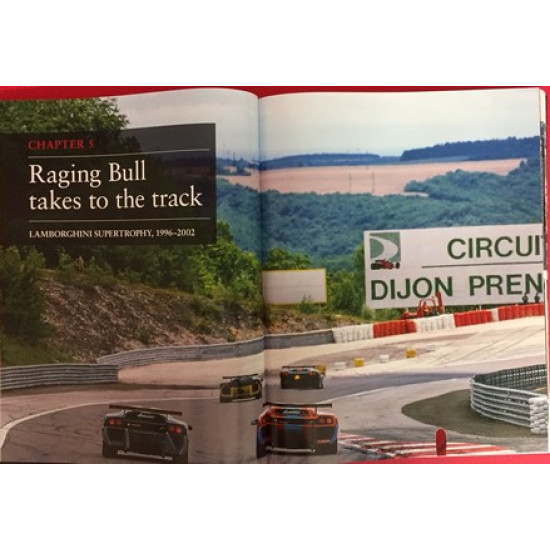 CHAPTER 5
Raging Bull
takes to the track
LAMBORGHINI SUPERTROPHY, 1996–2002
CIRCUI
DIJON PREN